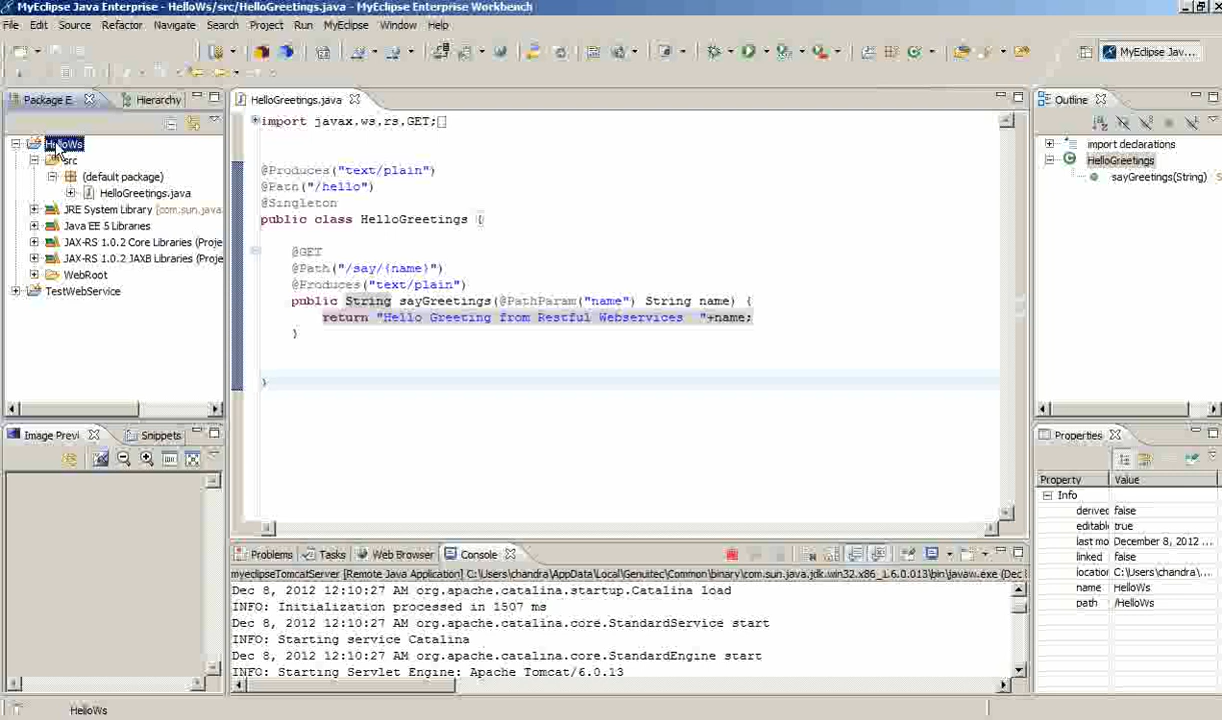 MyEclipse Java Enterprise - HelloWs/src/HelloGreetings.java - MyEclipse Enterprise Workbench
File Edit Source Refactor Navigate Search Project Run MyEclipse Window Help
MyEclipse Jav...
Package E
Hierarchy
HelloWs
src
(default package)
HelloGreetings.java
JRE System Library [com.sun.java
Java EE 5 Libraries
JAX-RS 1.0.2 Core Libraries (Proje
JAX-RS 1.0.2 JAXB Libraries (Proje
WebRoot
TestWebService
HelloGreetings.java
import javax.ws.rs.GET;
@Produces("text/plain")
@Path("/hello")
@Singleton
public class HelloGreetings {
@GET
@Path("/say/{name}")
@Produces("text/plain")
public String sayGreetings(@PathParam("name") String name) {
return "Hello Greeting from Restful Webservices  "+name;
}
}
Outline
import declarations
HelloGreetings
sayGreetings(String)
Image Previ
Snippets
Properties
Property Value
Info
derived false
editable true
last mo December 8, 2012 ...
linked false
locatio C:\Users\chandra\...
name HelloWs
path /HelloWs
Problems Tasks Web Browser Console
myeclipseTomcatServer [Remote Java Application] C:\Users\chandra\AppData\Local\Genuitec\Common\binary\com.sun.java.jdk.win32.x86_1.6.0.013\bin\javaw.exe (Dec
Dec 8, 2012 12:10:27 AM org.apache.catalina.startup.Catalina load
INFO: Initialization processed in 1507 ms
Dec 8, 2012 12:10:27 AM org.apache.catalina.core.StandardService start
INFO: Starting service Catalina
Dec 8, 2012 12:10:27 AM org.apache.catalina.core.StandardEngine start
INFO: Starting Servlet Engine: Apache Tomcat/6.0.13
HelloWs